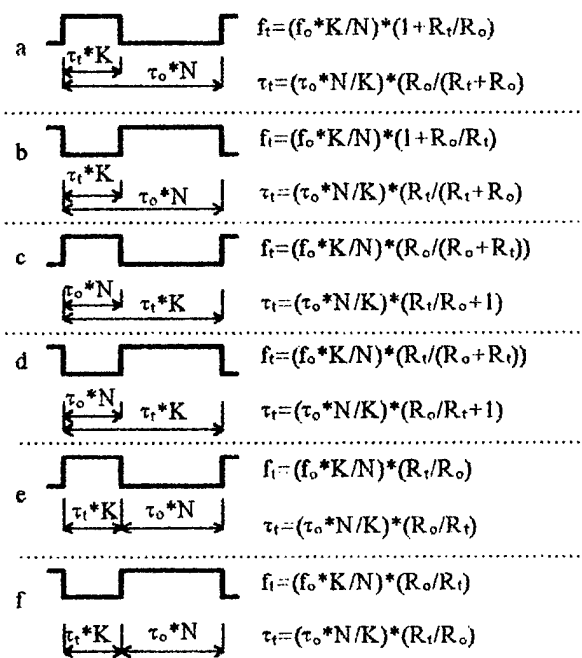 a
fₜ=(fₒ*K/N)*(1+Rₜ/Rₒ)
τₜ*K
τₒ*N
τₜ=(τₒ*N/K)*(Rₒ/(Rₜ+Rₒ)
b
fₜ=(fₒ*K/N)*(1+Rₒ/Rₜ)
τₜ*K
τₒ*N
τₜ=(τₒ*N/K)*(Rₜ/(Rₜ+Rₒ)
c
fₜ=(fₒ*K/N)*(Rₒ/(Rₒ+Rₜ))
τₒ*N
τₜ*K
τₜ=(τₒ*N/K)*(Rₜ/Rₒ+1)
d
fₜ=(fₒ*K/N)*(Rₜ/(Rₒ+Rₜ))
τₒ*N
τₜ*K
τₜ=(τₒ*N/K)*(Rₒ/Rₜ+1)
e
fₜ=(fₒ*K/N)*(Rₜ/Rₒ)
τₜ*K τₒ*N
τₜ=(τₒ*N/K)*(Rₒ/Rₜ)
f
fₜ=(fₒ*K/N)*(Rₒ/Rₜ)
τₜ*K τₒ*N
τₜ=(τₒ*N/K)*(Rₜ/Rₒ)